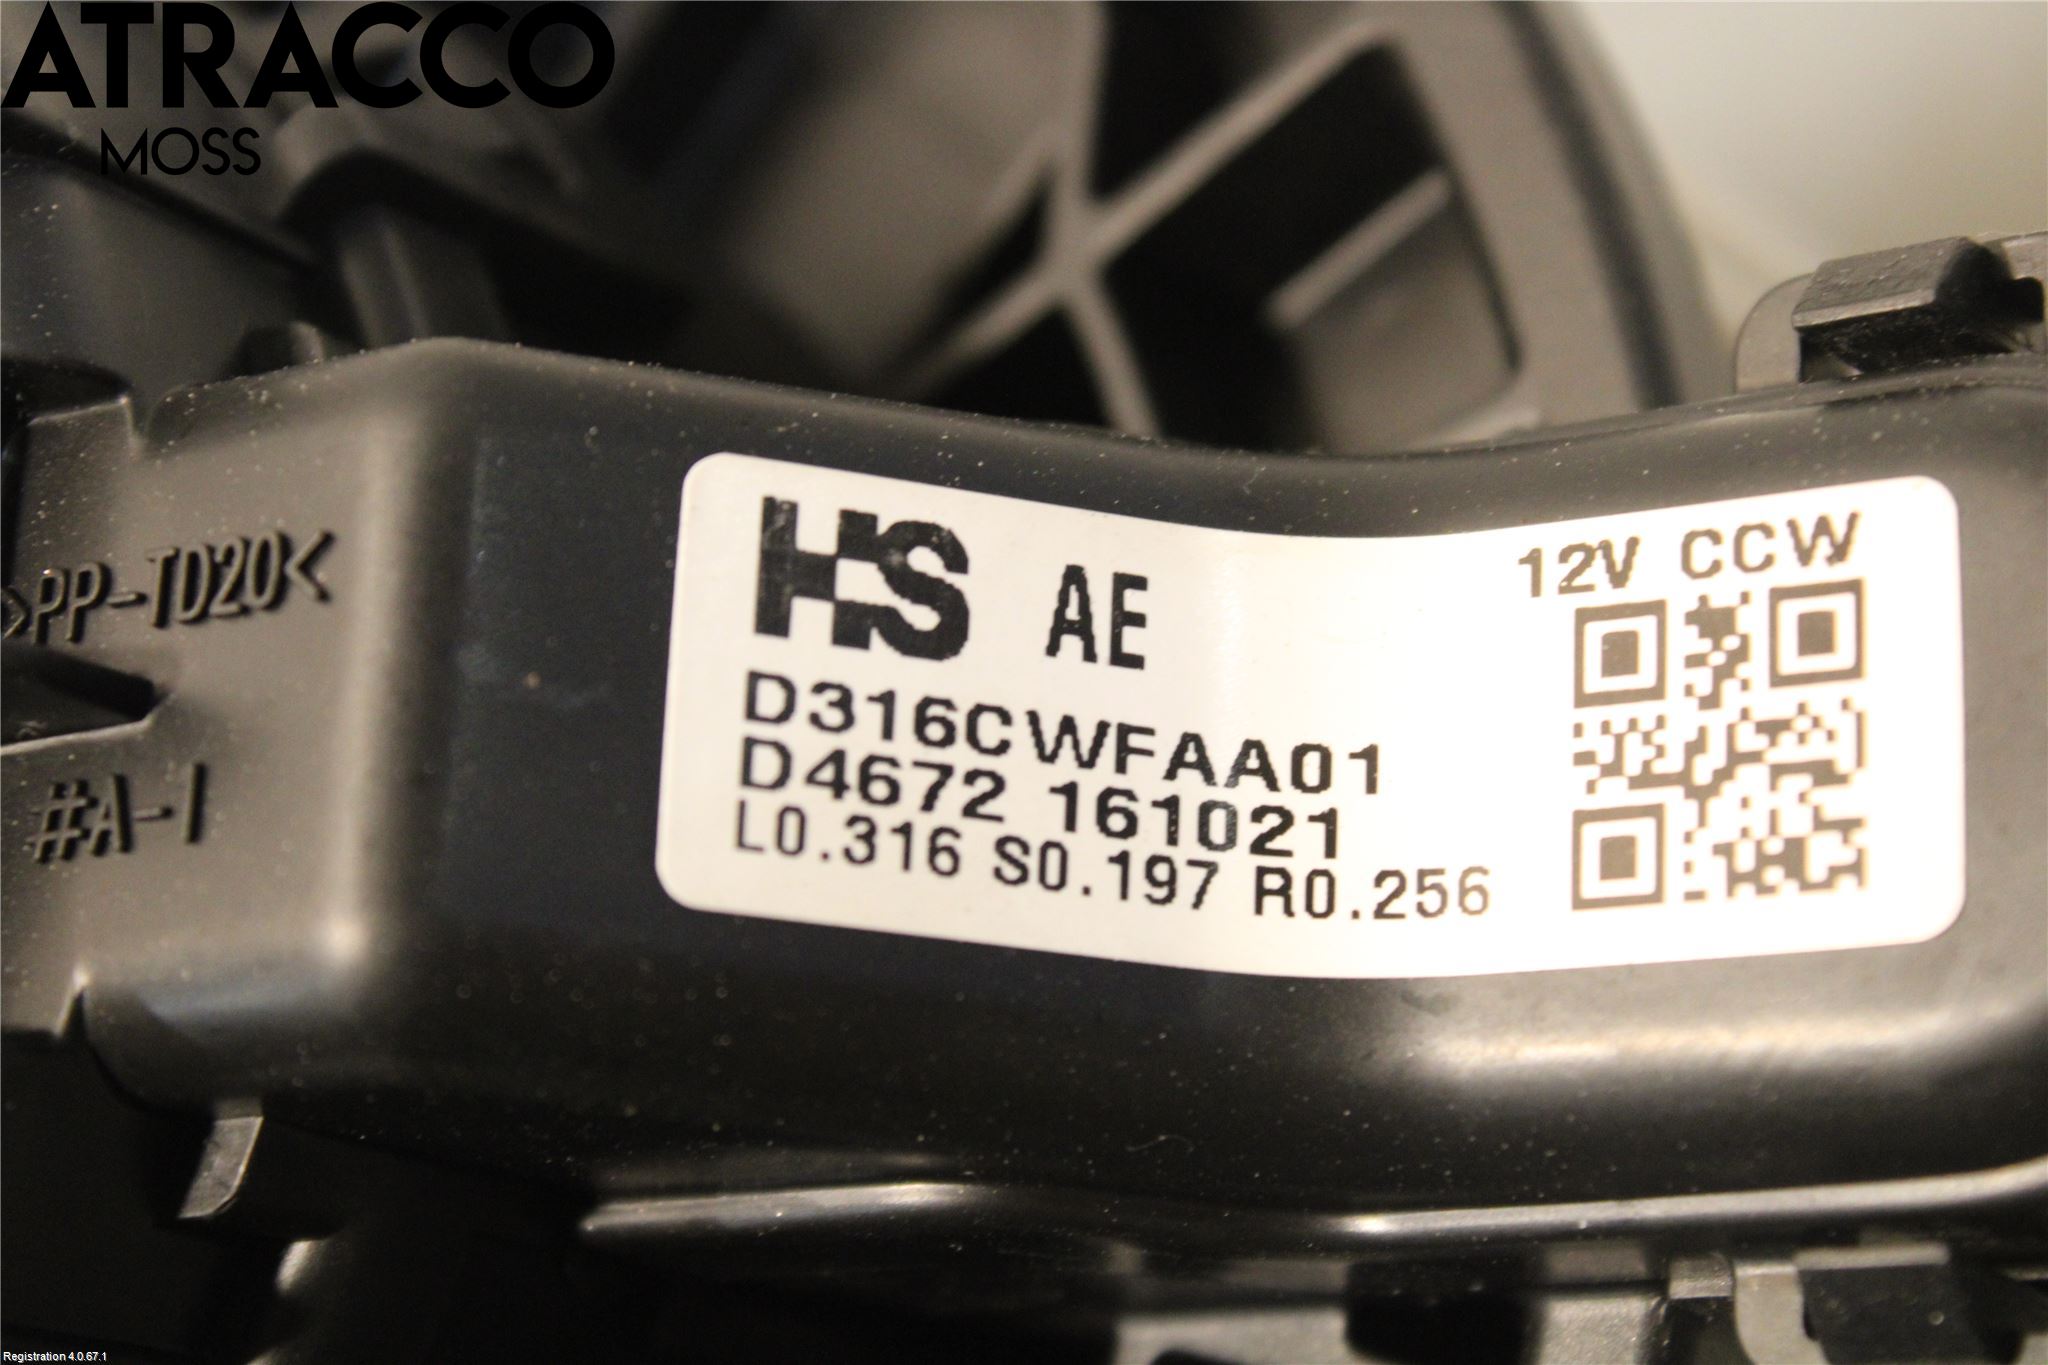 ATRACCO
MOSS
>PP-TD20<
#A-1
HS AE
12V CCW
D316CWFAA01
D4672 161021
L0.316 S0.197 R0.256
Registration 4.0.67.1